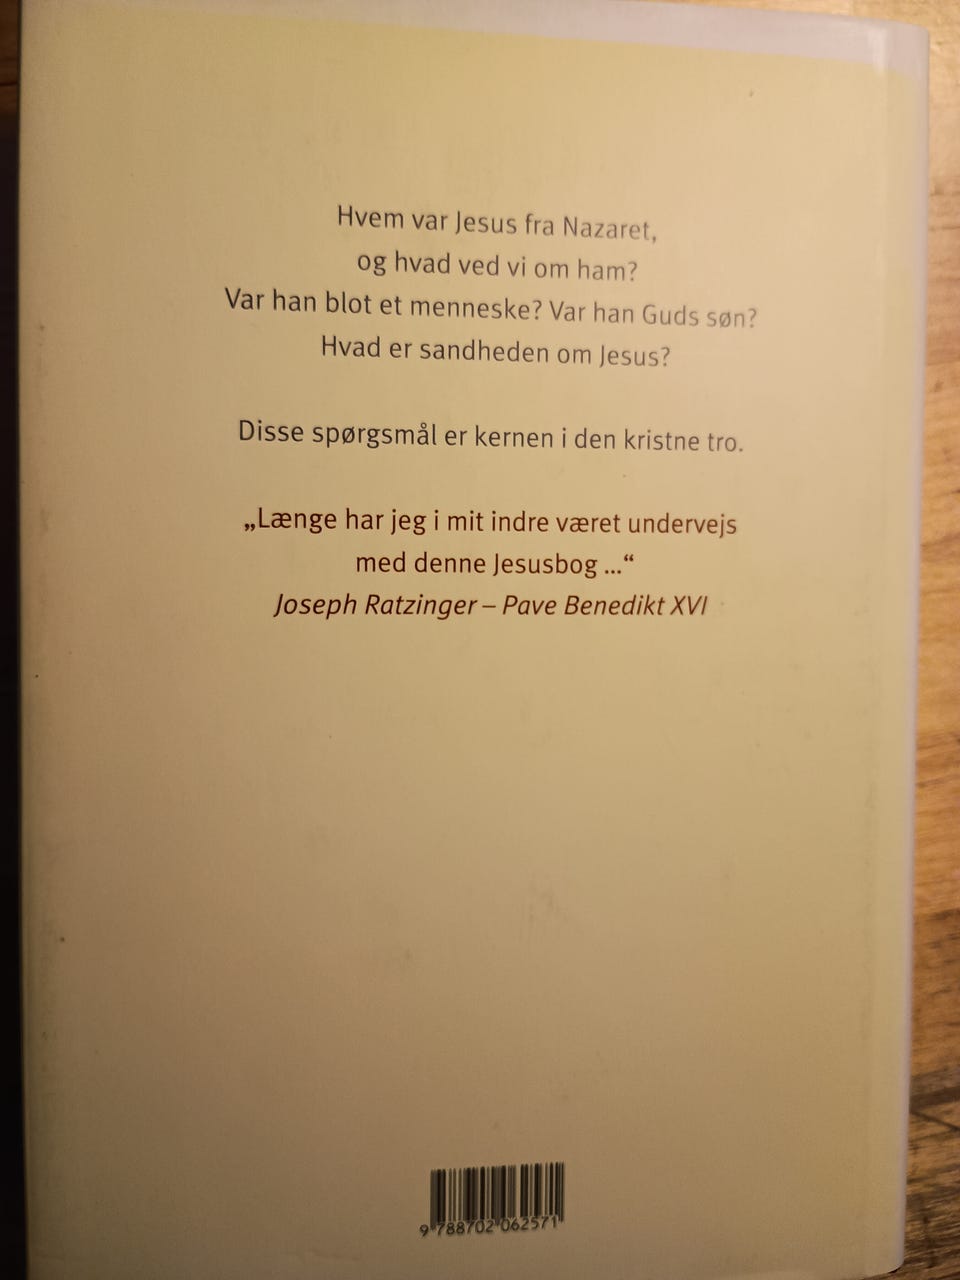 Hvem var Jesus fra Nazaret,
og hvad ved vi om ham?
Var han blot et menneske? Var han Guds søn?
Hvad er sandheden om Jesus?
Disse spørgsmål er kernen i den kristne tro.
„Længe har jeg i mit indre været undervejs
med denne Jesusbog ...“
Joseph Ratzinger – Pave Benedikt XVI
9 788702 062571